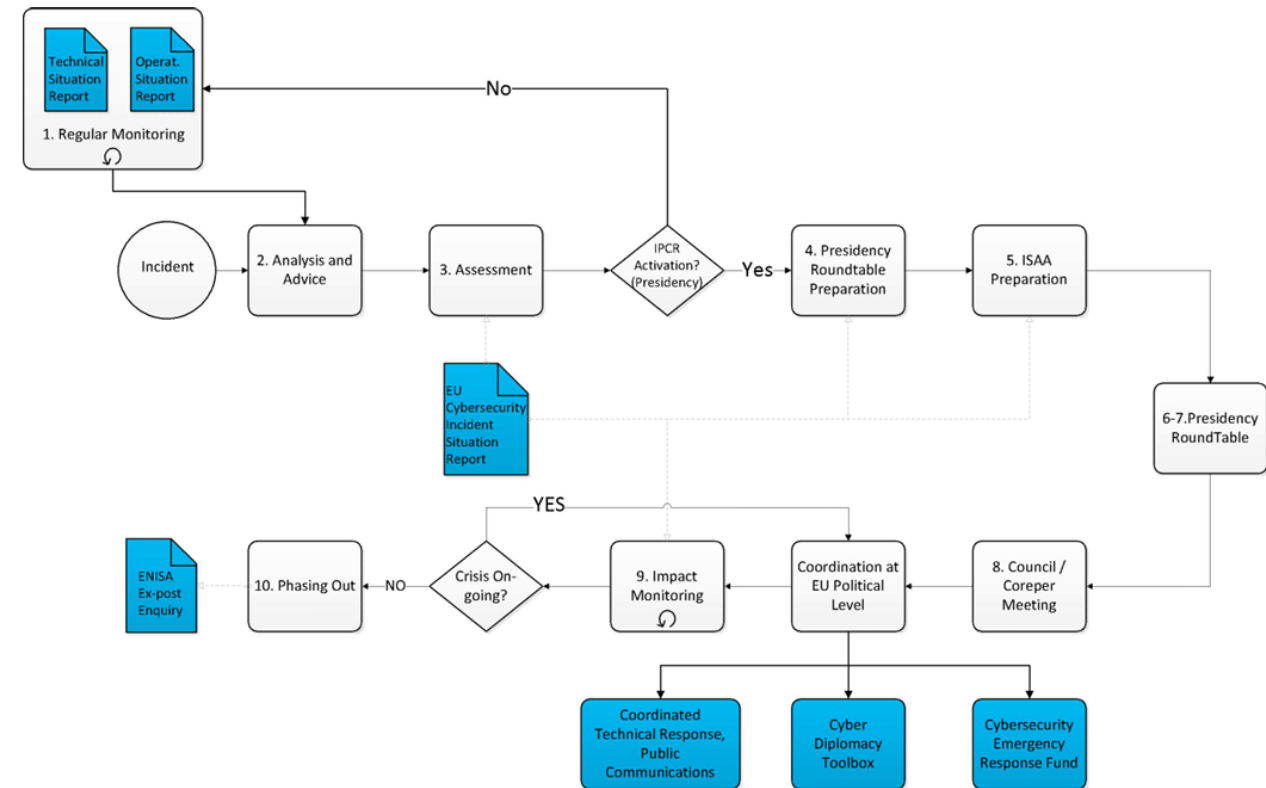 Technical
Situation
Report
Operat.
Situation
Report
1. Regular Monitoring
No
Incident
2. Analysis and
Advice
3. Assessment
IPCR
Activation?
(Presidency)
Yes
4. Presidency
Roundtable
Preparation
5. ISAA
Preparation
EU
Cybersecurity
Incident
Situation
Report
6-7.Presidency
RoundTable
YES
ENISA
Ex-post
Enquiry
10. Phasing Out
NO
Crisis On-
going?
9. Impact
Monitoring
Coordination at
EU Political
Level
8. Council /
Coreper
Meeting
Coordinated
Technical Response,
Public
Communications
Cyber
Diplomacy
Toolbox
Cybersecurity
Emergency
Response Fund